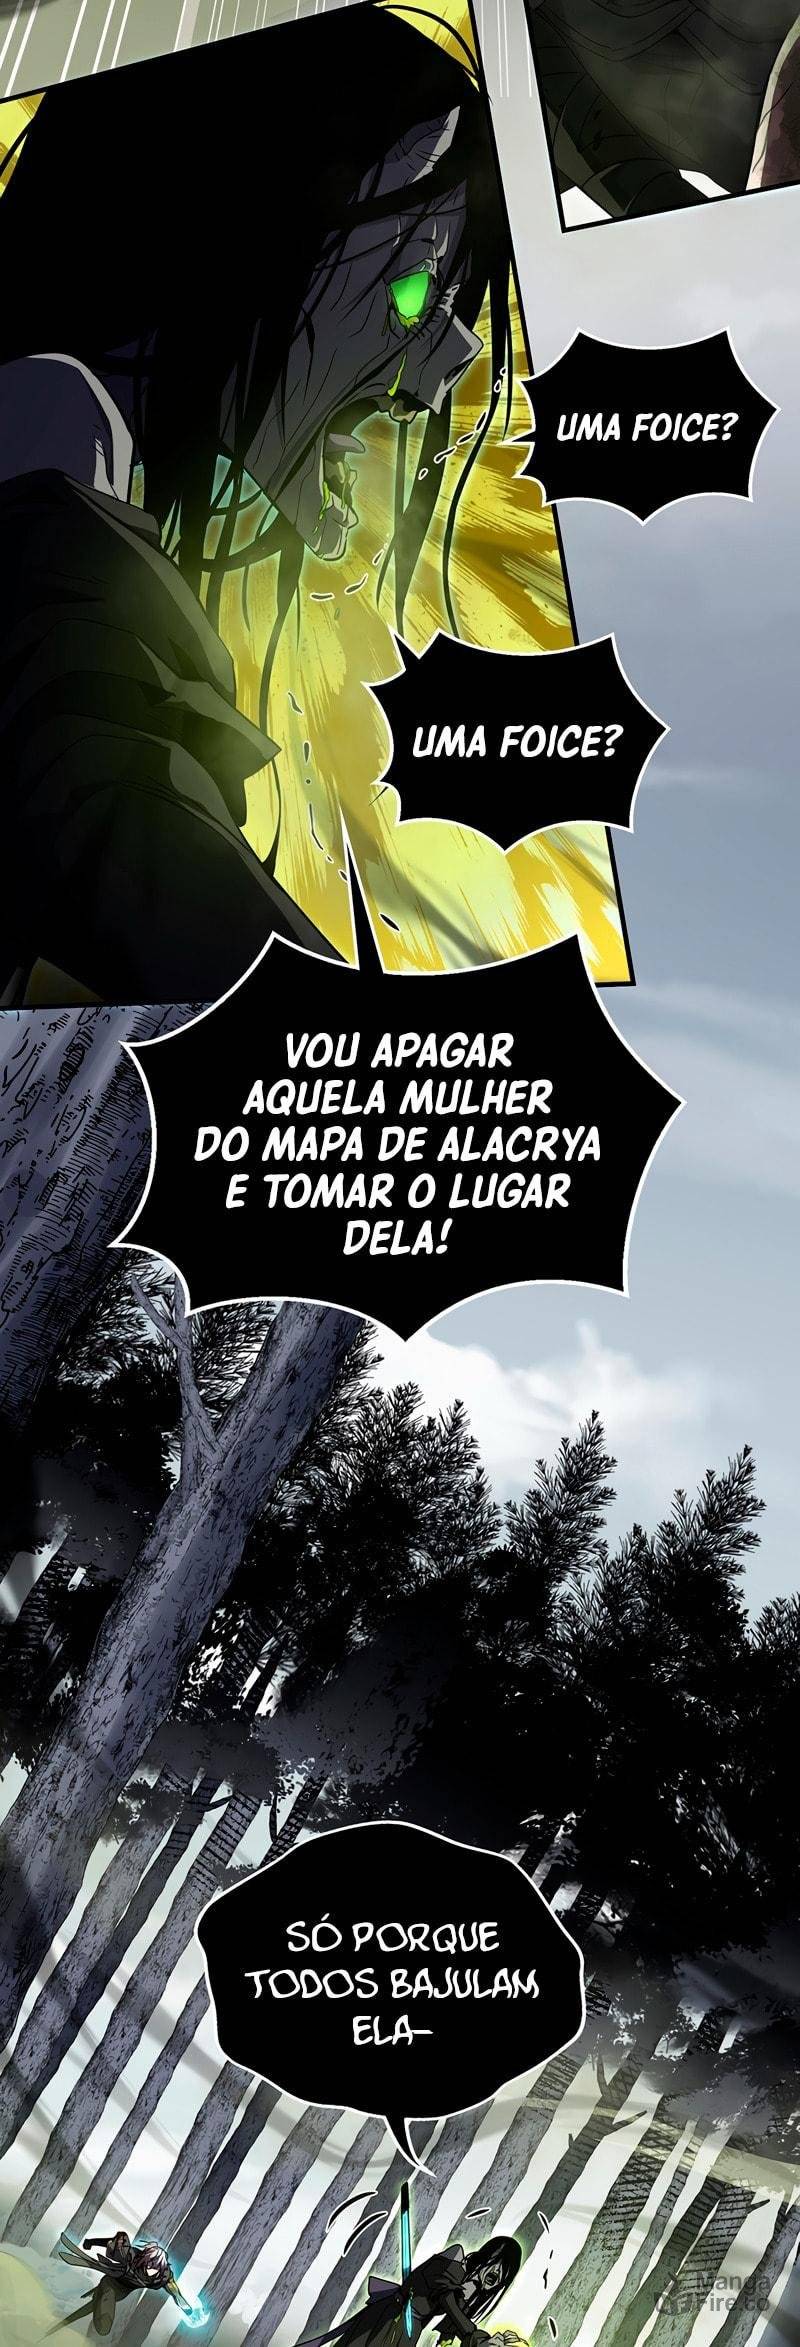 UMA FOICE?
UMA FOICE?
VOU APAGAR
AQUELA MULHER
DO MAPA DE ALACRYA
E TOMAR O LUGAR
DELA!
SÓ PORQUE
TODOS BAJULAM
ELA-
Manga
Fire.to